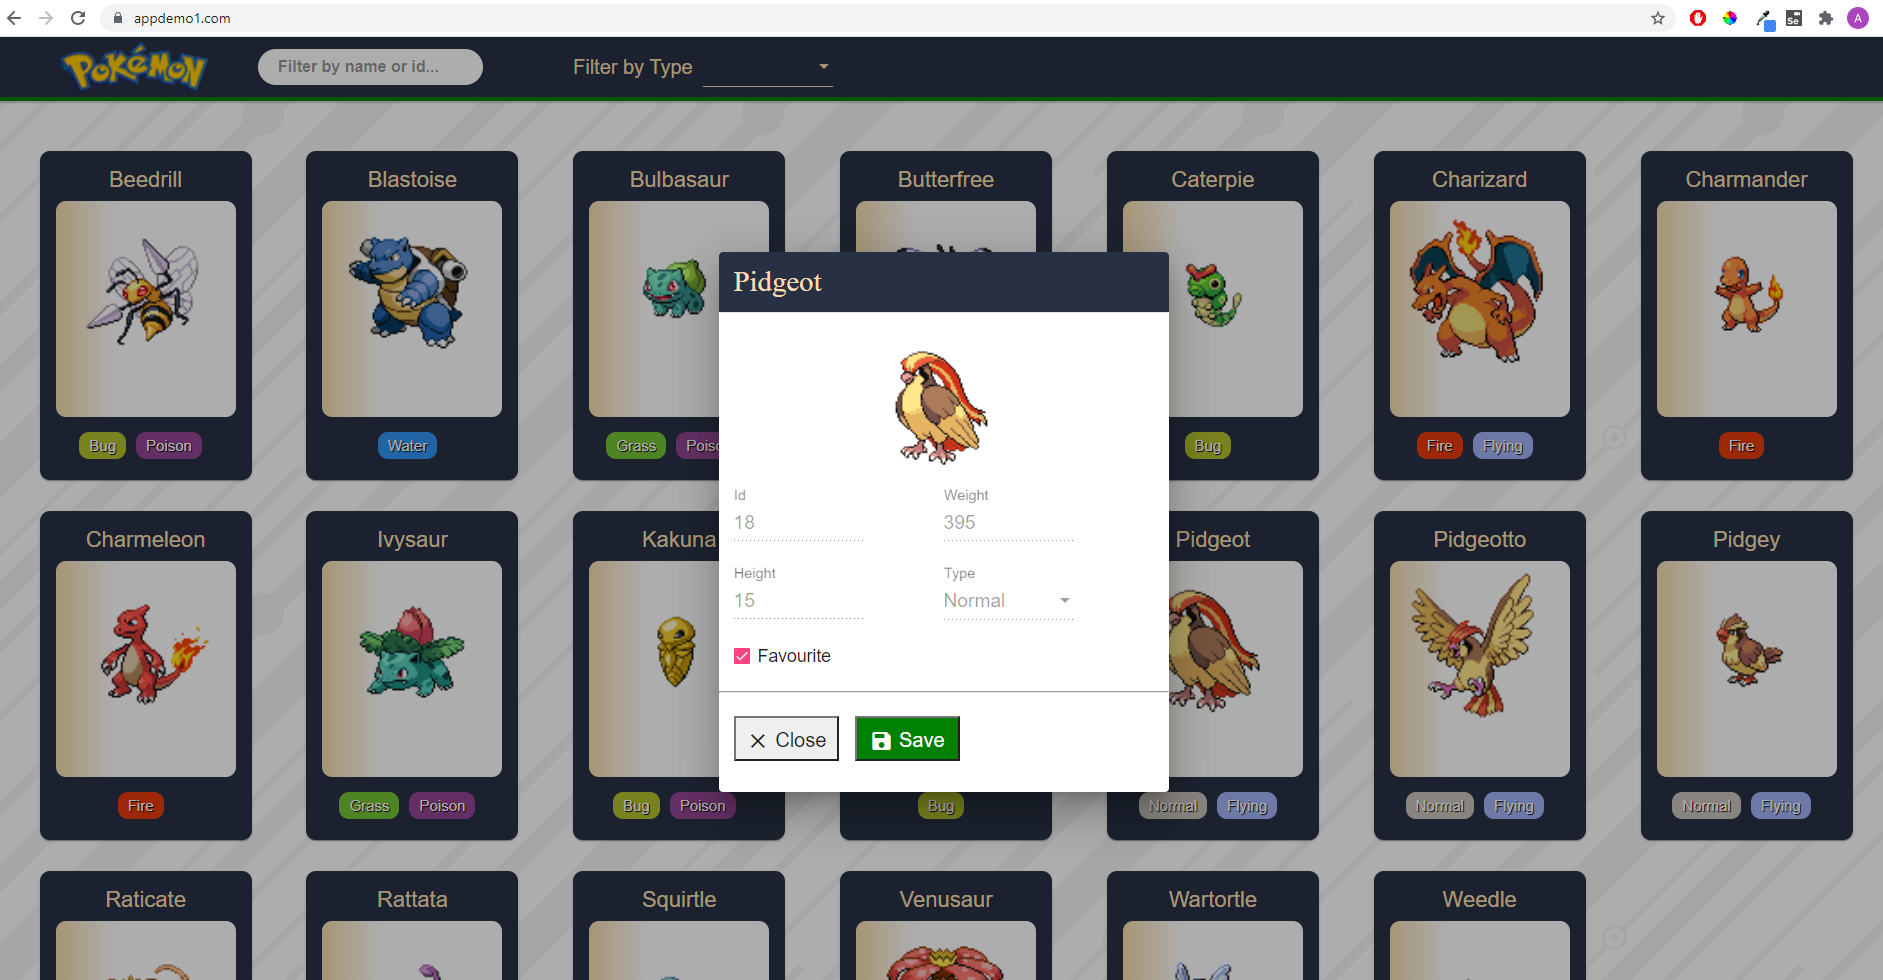 appdemo1.com
Se
A
POKéMON
Filter by name or id...
Filter by Type
Beedrill
Blastoise
Bulbasaur
Butterfree
Caterpie
Charizard
Charmander
Bug Poison
Water
Grass
Bug
Fire Flying
Fire
Pidgeot
Id
18
Weight
395
Height
15
Type
Normal
Favourite
Close
Save
Charmeleon
Ivysaur
Kakuna
Pidgeot
Pidgeotto
Pidgey
Fire
Grass Poison
Bug Poison
Bug
Normal Flying
Normal Flying
Normal Flying
Raticate
Rattata
Squirtle
Venusaur
Wartortle
Weedle